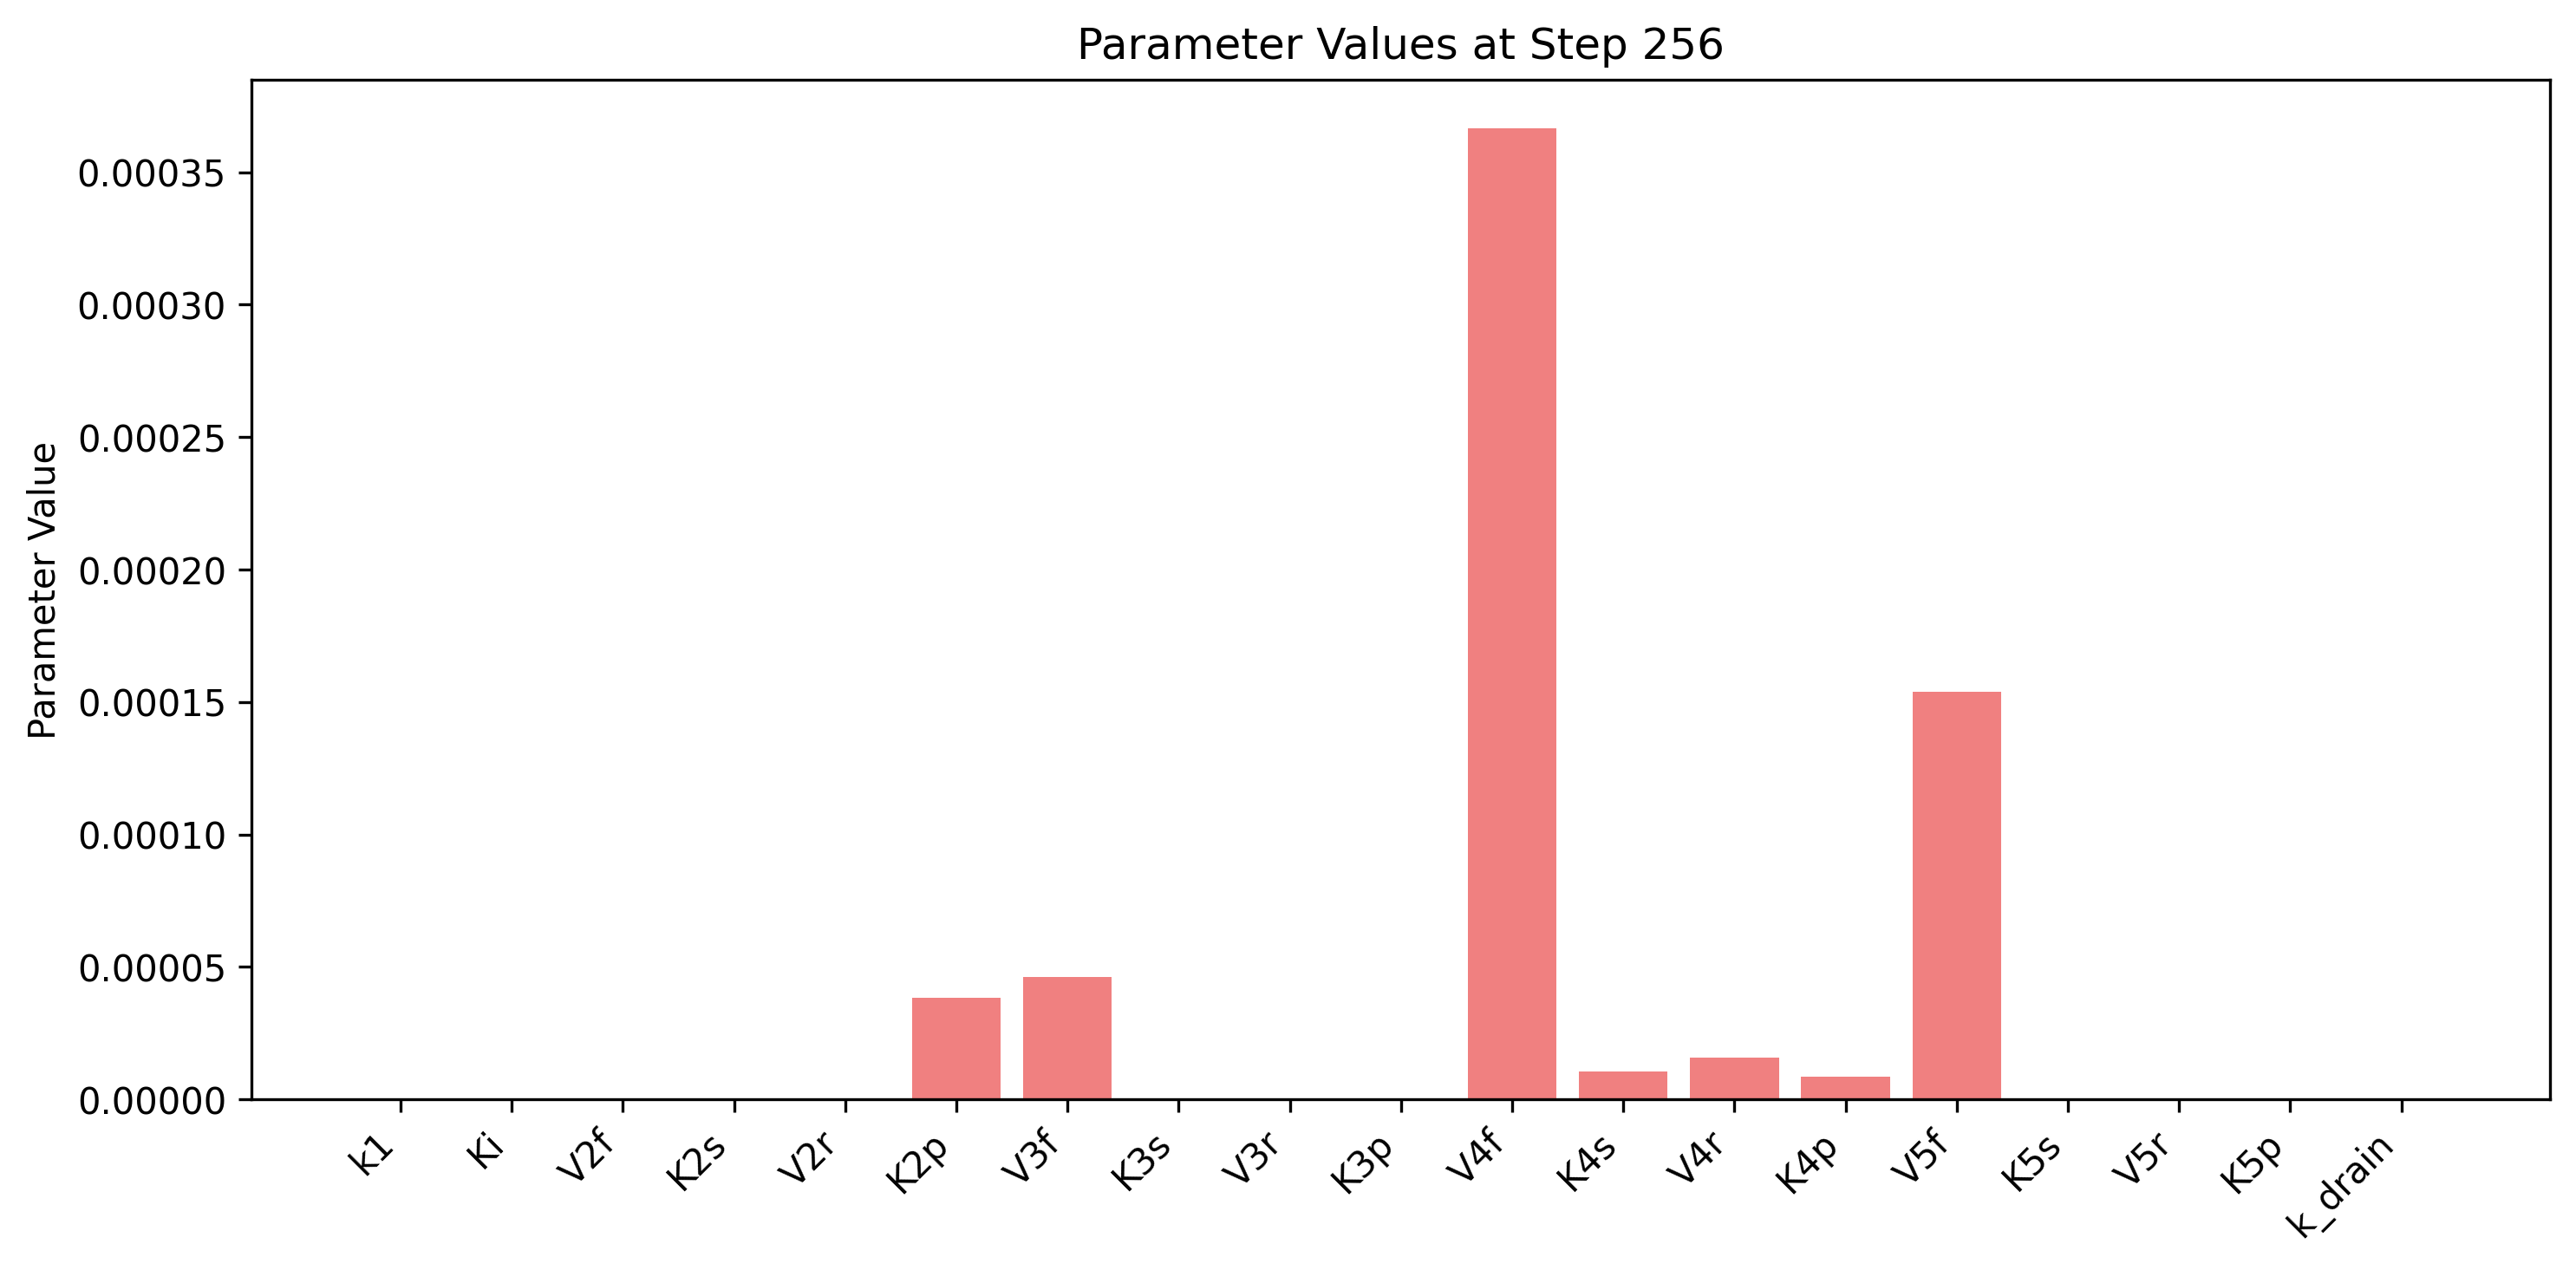 Parameter Values at Step 256
Parameter Value
0.00035
0.00030
0.00025
0.00020
0.00015
0.00010
0.00005
0.00000
k1
Ki
V2f
K2s
V2r
K2p
V3f
K3s
V3r
K3p
V4f
K4s
V4r
K4p
V5f
K5s
V5r
K5p
k_drain